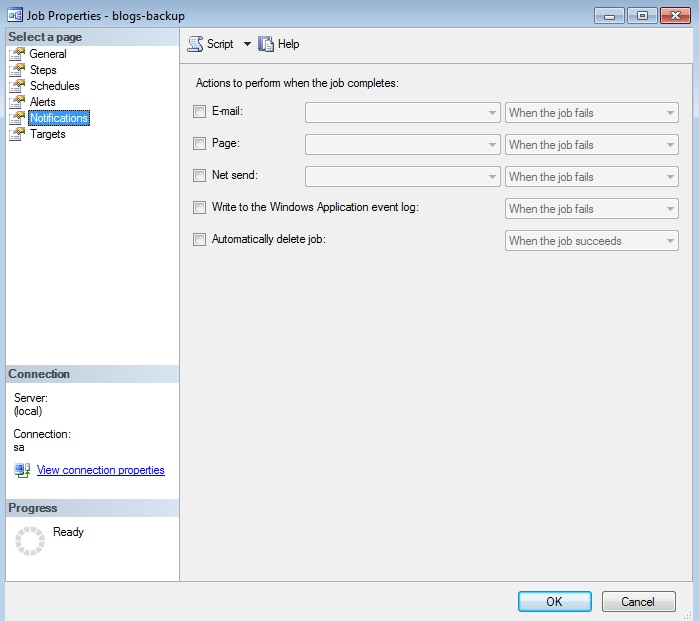 Job Properties - blogs-backup
Select a page
General
Steps
Schedules
Alerts
Notifications
Targets
Script
Help
Actions to perform when the job completes:
E-mail: When the job fails
Page: When the job fails
Net send: When the job fails
Write to the Windows Application event log: When the job fails
Automatically delete job: When the job succeeds
Connection
Server:
(local)
Connection:
sa
View connection properties
Progress
Ready
OK Cancel